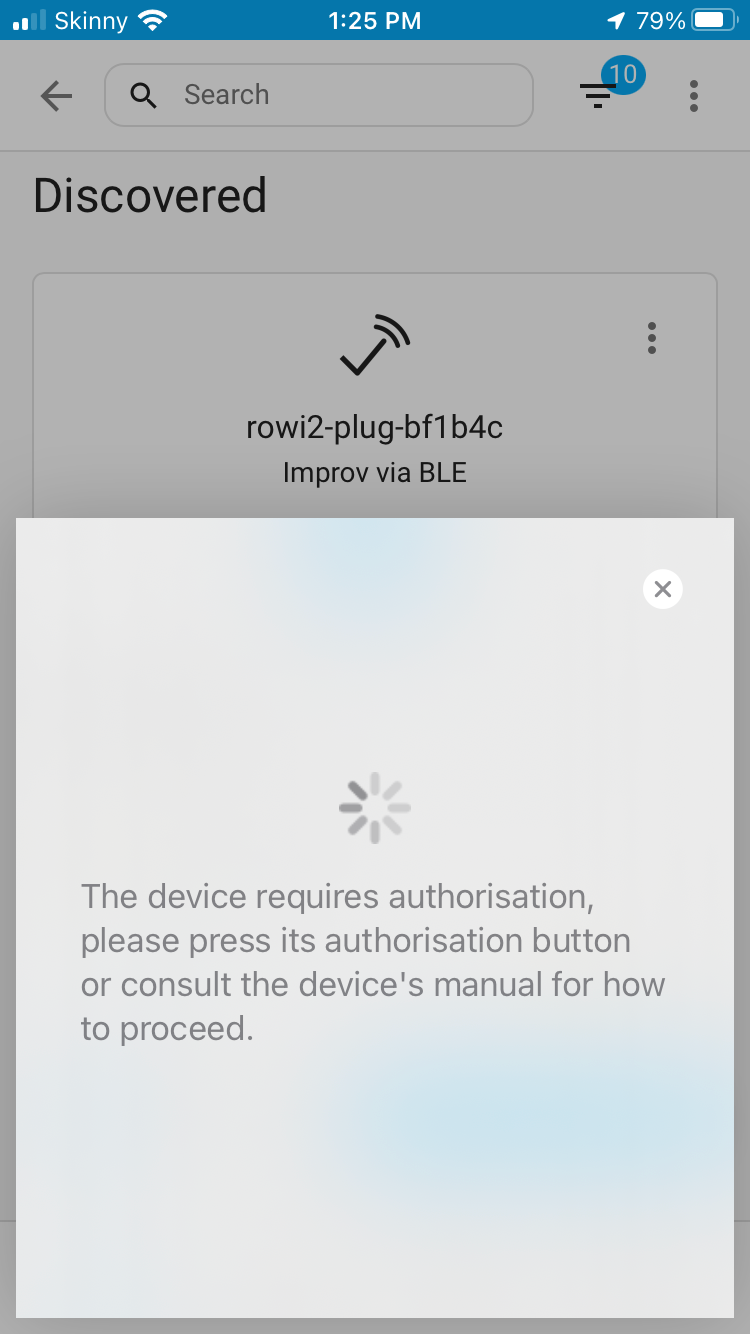 Skinny 1:25 PM 79%
Search 10
Discovered
rowi2-plug-bf1b4c
Improv via BLE
The device requires authorisation,
please press its authorisation button
or consult the device's manual for how
to proceed.